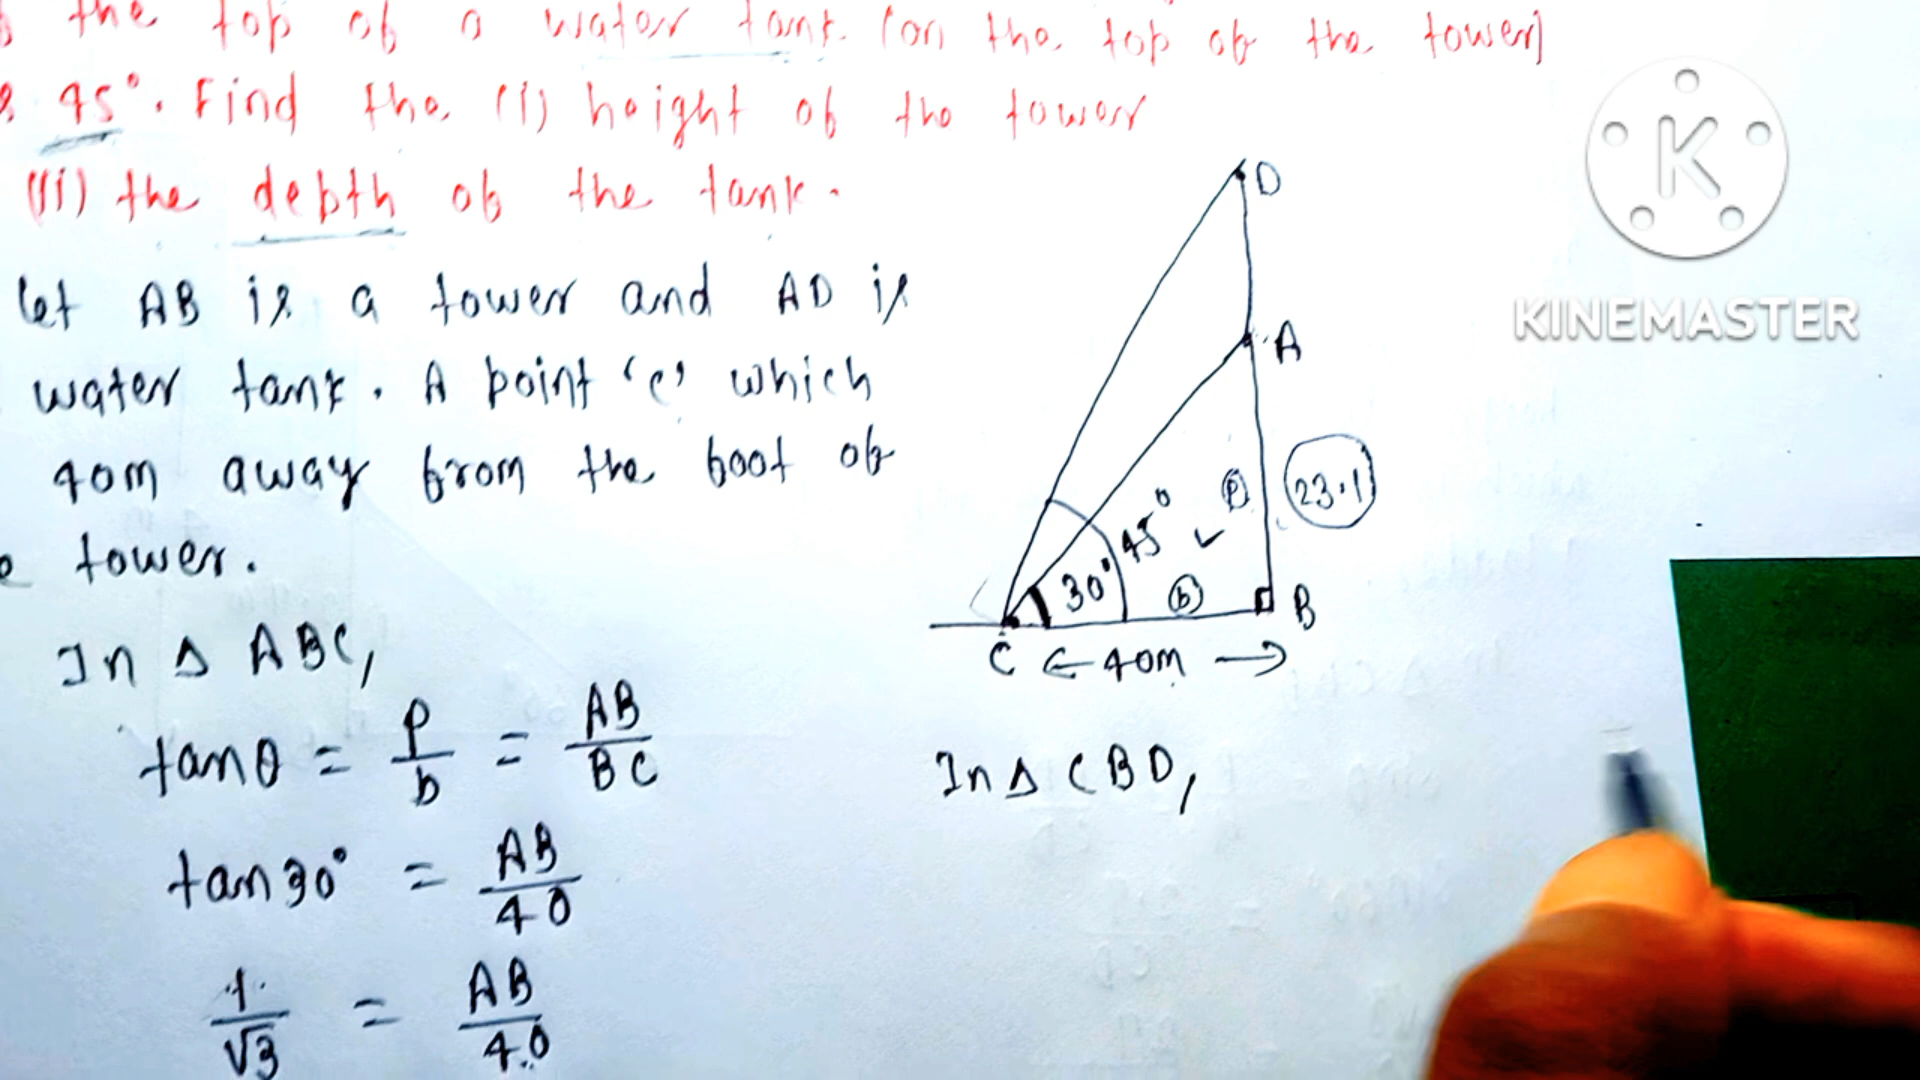 the top of a water tank (on the top of the tower)
45°. Find the (i) height of the tower
(ii) the depth of the tank.
let AB is a tower and AD is
water tank. A point 'c' which
40m away from the foot of
tower.
In Δ ABC,
tanθ = p/b = AB/BC
tan30° = AB/40
1/√3 = AB/40
D
A
23.1
p
45°
30°
b
B
C ← 40m →
In Δ CBD,
K
KINEMASTER